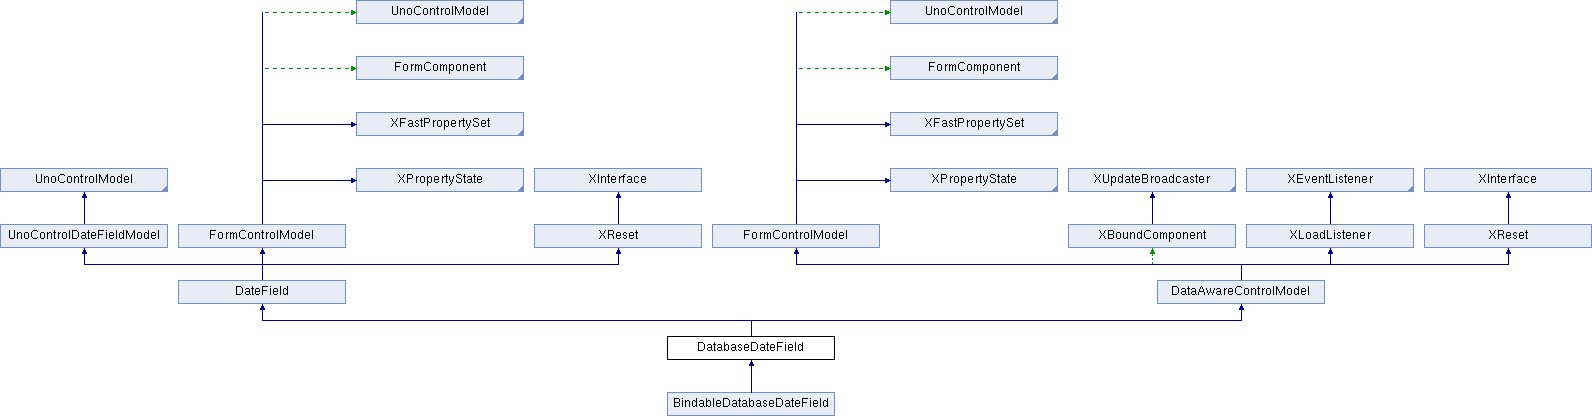 UnoControlModel
UnoControlModel
FormComponent
FormComponent
XFastPropertySet
XFastPropertySet
UnoControlModel
XPropertyState
XInterface
XPropertyState
XUpdateBroadcaster
XEventListener
XInterface
UnoControlDateFieldModel
FormControlModel
XReset
FormControlModel
XBoundComponent
XLoadListener
XReset
DateField
DataAwareControlModel
DatabaseDateField
BindableDatabaseDateField